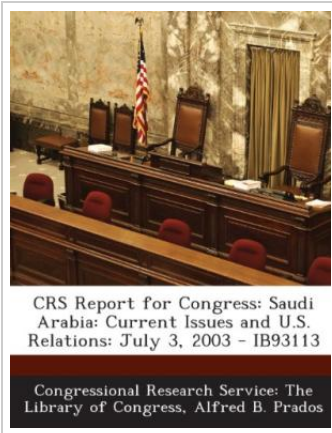 CRS Report for Congress: Saudi
Arabia: Current Issues and U.S.
Relations: July 3, 2003 - IB93113
Congressional Research Service: The
Library of Congress, Alfred B. Prados